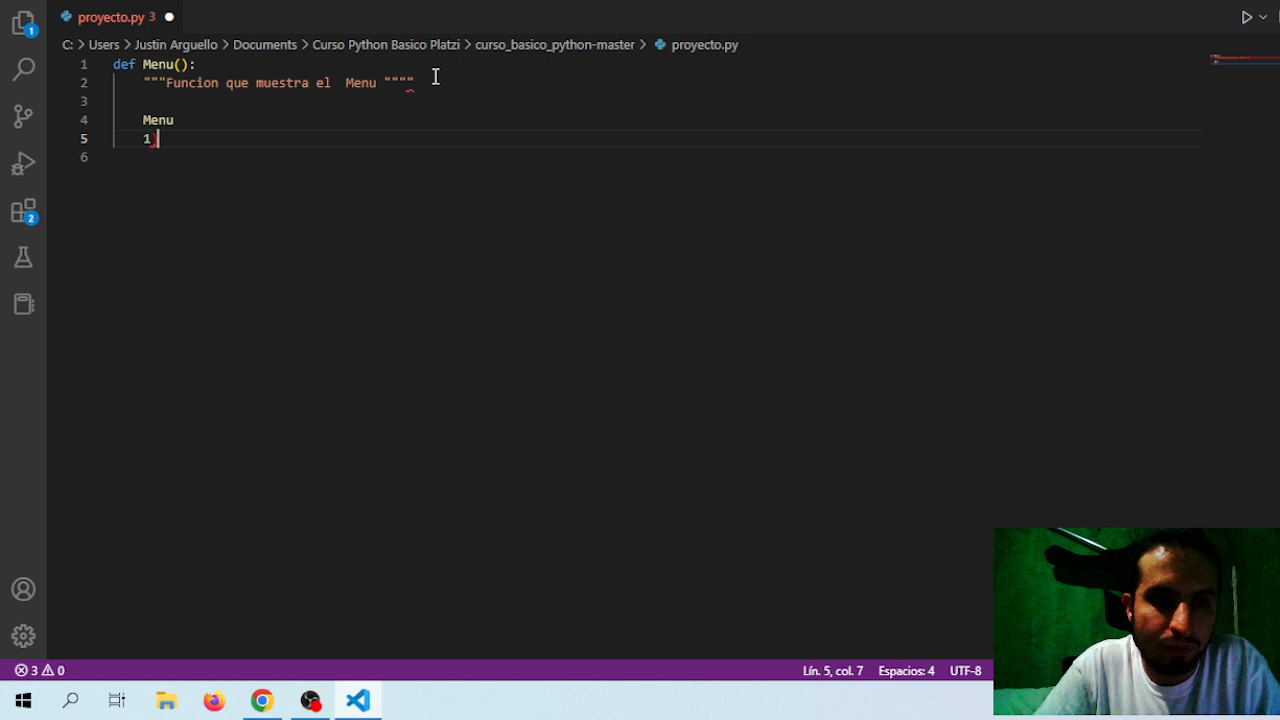 1
proyecto.py 3
C: > Users > Justin Arguello > Documents > Curso Python Basico Platzi > curso_basico_python-master > proyecto.py
1 def Menu():
2 """Funcion que muestra el  Menu """"
3
4 Menu
5 1)
6
2
3 0
Lín. 5, col. 7 Espacios: 4 UTF-8